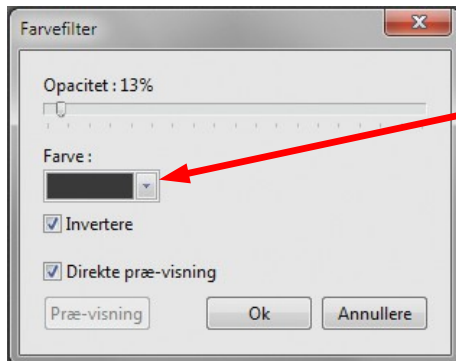 Farvefilter
Opacitet : 13%
Farve :
Invertere
Direkte præ-visning
Præ-visning
Ok
Annullere